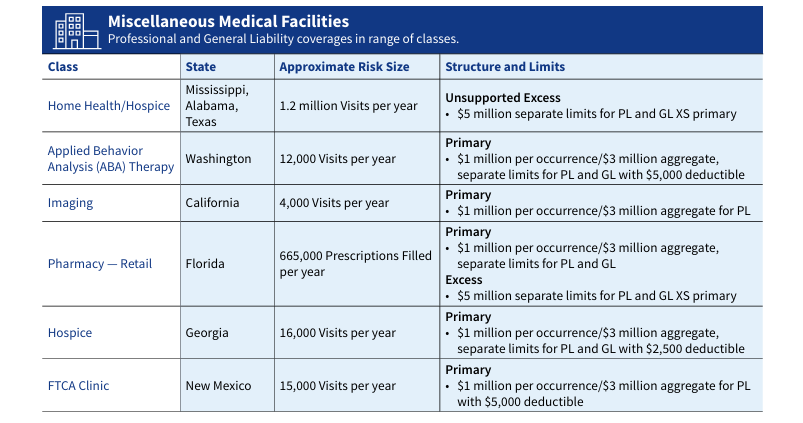 Miscellaneous Medical Facilities
Professional and General Liability coverages in range of classes.
Class State Approximate Risk Size Structure and Limits
Home Health/Hospice
Mississippi,
Alabama,
Texas
1.2 million Visits per year
Unsupported Excess
• $5 million separate limits for PL and GL XS primary
Applied Behavior
Analysis (ABA) Therapy
Washington
12,000 Visits per year
Primary
• $1 million per occurrence/$3 million aggregate,
separate limits for PL and GL with $5,000 deductible
Imaging
California
4,000 Visits per year
Primary
• $1 million per occurrence/$3 million aggregate for PL
Pharmacy — Retail
Florida
665,000 Prescriptions Filled
per year
Primary
• $1 million per occurrence/$3 million aggregate,
separate limits for PL and GL
Excess
• $5 million separate limits for PL and GL XS primary
Hospice
Georgia
16,000 Visits per year
Primary
• $1 million per occurrence/$3 million aggregate,
separate limits for PL and GL with $2,500 deductible
FTCA Clinic
New Mexico
15,000 Visits per year
Primary
• $1 million per occurrence/$3 million aggregate for PL
with $5,000 deductible